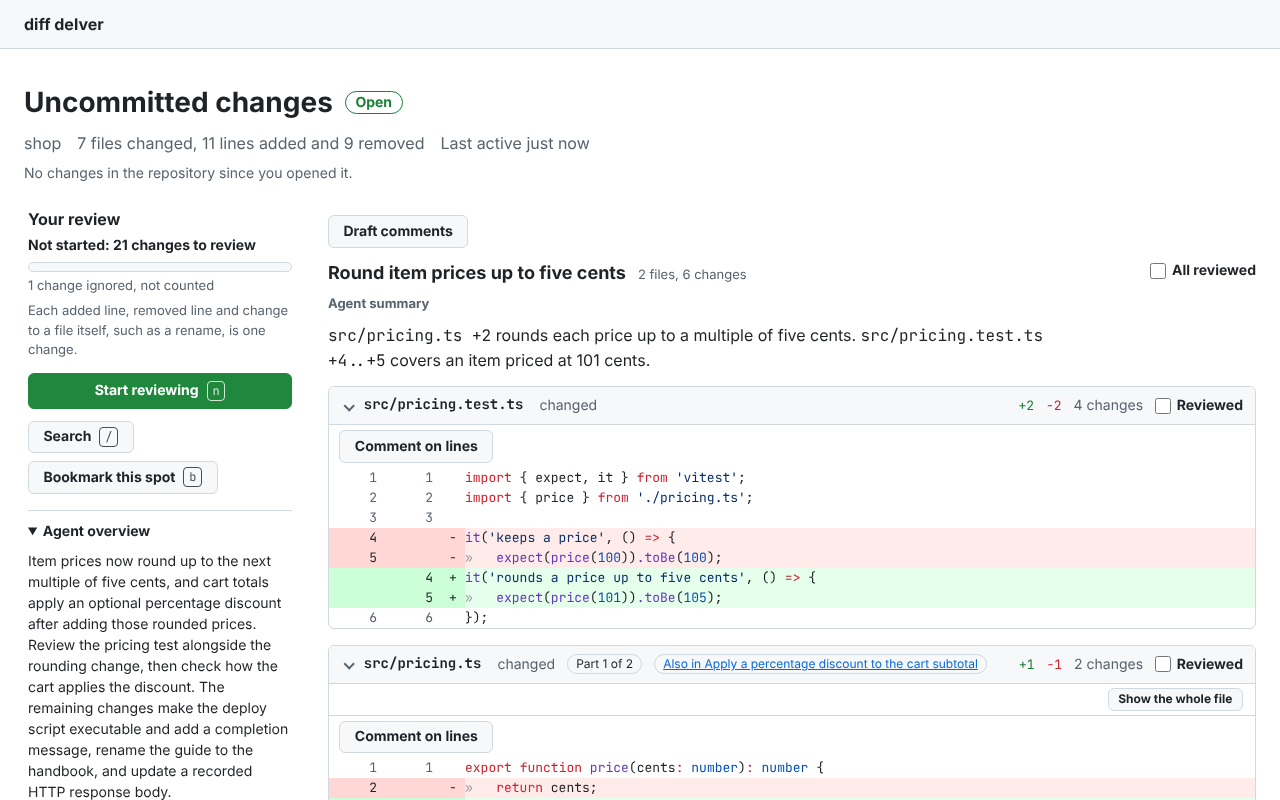 diff delver
Uncommitted changes Open
shop 7 files changed, 11 lines added and 9 removed Last active just now
No changes in the repository since you opened it.
Your review
Not started: 21 changes to review
1 change ignored, not counted
Each added line, removed line and change
to a file itself, such as a rename, is one
change.
Start reviewing n
Search /
Bookmark this spot b
▼ Agent overview
Item prices now round up to the next
multiple of five cents, and cart totals
apply an optional percentage discount
after adding those rounded prices.
Review the pricing test alongside the
rounding change, then check how the
cart applies the discount. The
remaining changes make the deploy
script executable and add a completion
message, rename the guide to the
handbook, and update a recorded
HTTP response body.
Draft comments
Round item prices up to five cents 2 files, 6 changes All reviewed
Agent summary
src/pricing.ts +2 rounds each price up to a multiple of five cents. src/pricing.test.ts
+4..+5 covers an item priced at 101 cents.
src/pricing.test.ts changed +2 -2 4 changes Reviewed
Comment on lines
1 1 import { expect, it } from 'vitest';
2 2 import { price } from './pricing.ts';
3 3
4 - it('keeps a price', () => {
5 - » expect(price(100)).toBe(100);
4 + it('rounds a price up to five cents', () => {
5 + » expect(price(101)).toBe(105);
6 6 });
src/pricing.ts changed Part 1 of 2 Also in Apply a percentage discount to the cart subtotal +1 -1 2 changes Reviewed
Show the whole file
Comment on lines
1 1 export function price(cents: number): number {
2 - » return cents;